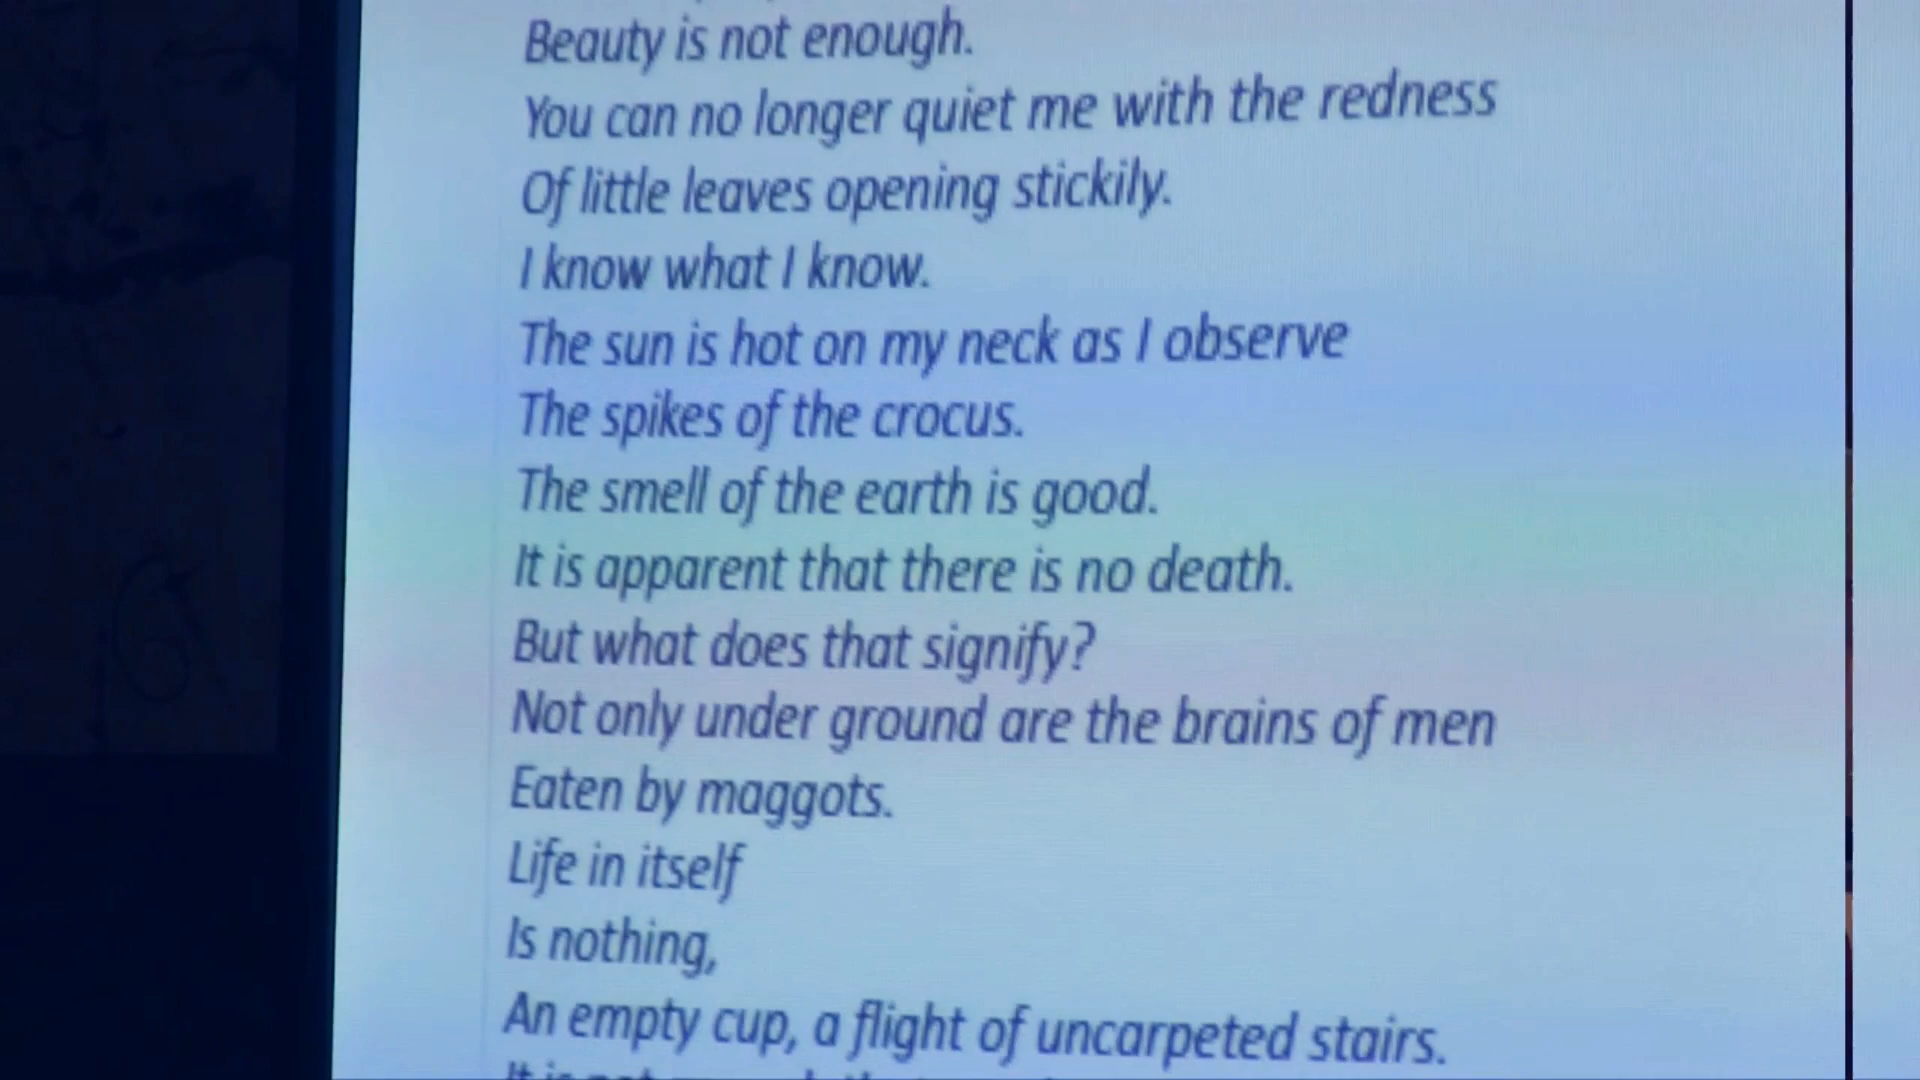 Beauty is not enough.
You can no longer quiet me with the redness
Of little leaves opening stickily.
I know what I know.
The sun is hot on my neck as I observe
The spikes of the crocus.
The smell of the earth is good.
It is apparent that there is no death.
But what does that signify?
Not only under ground are the brains of men
Eaten by maggots.
Life in itself
Is nothing,
An empty cup, a flight of uncarpeted stairs.
It is not